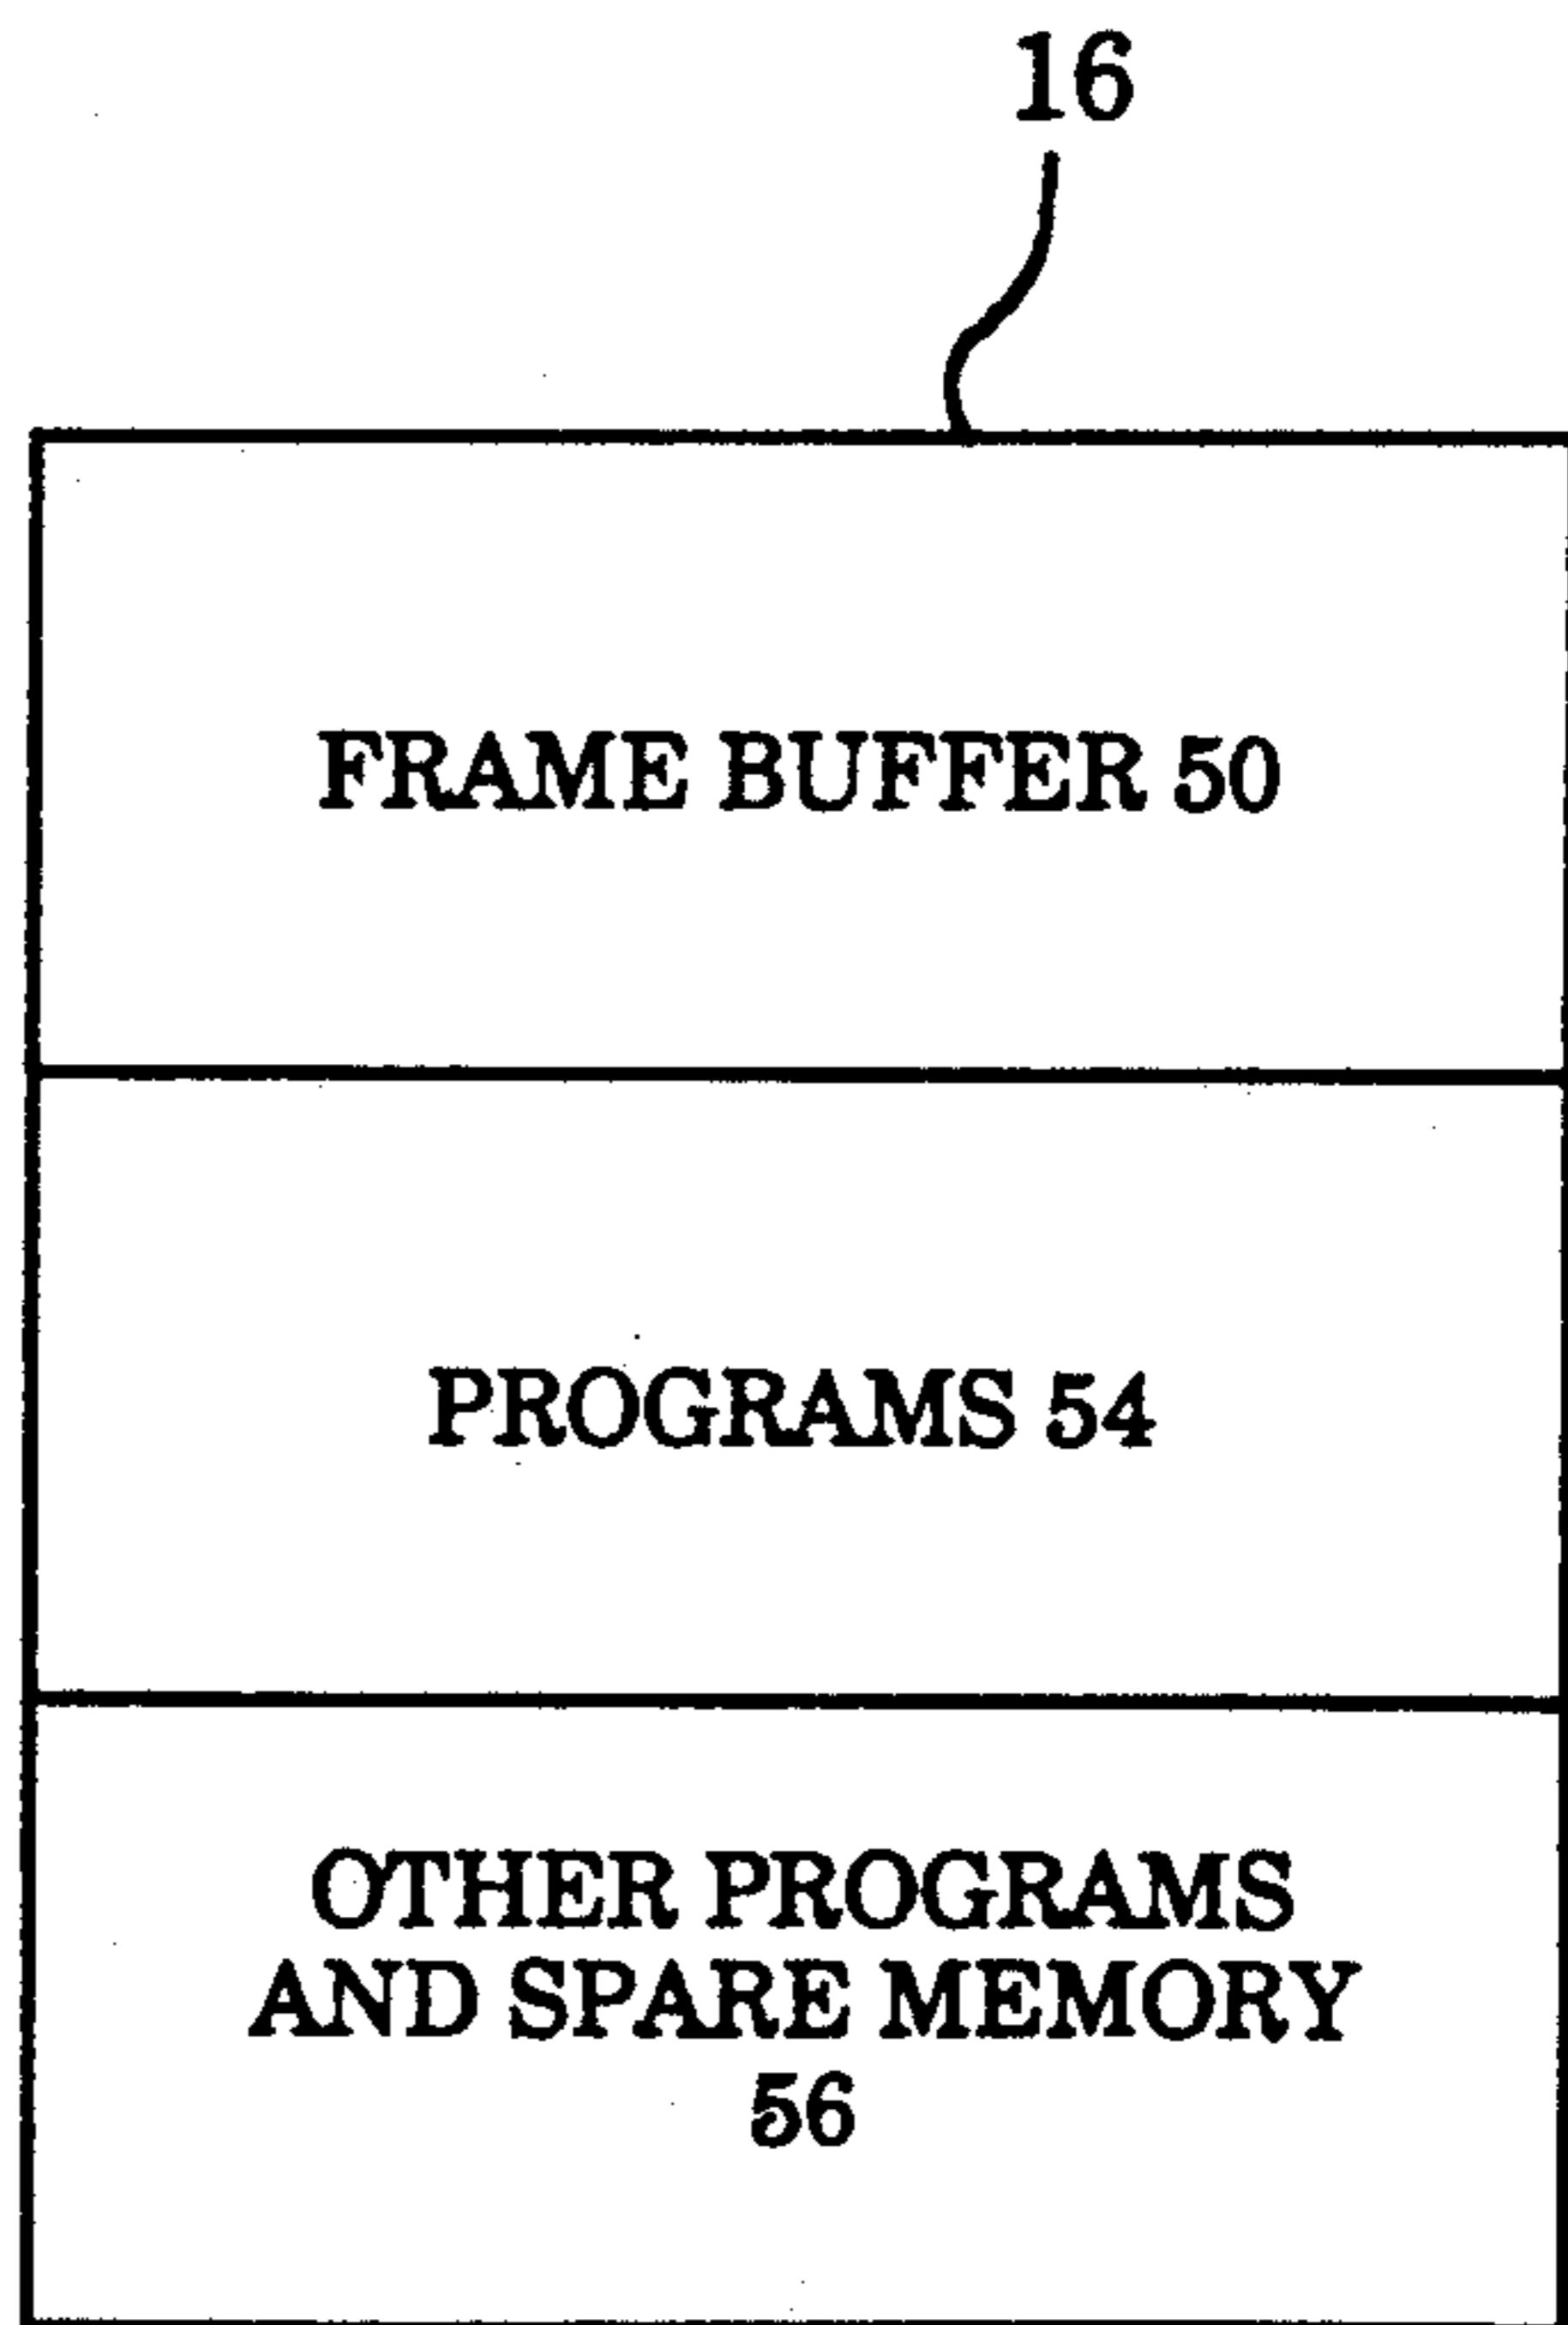 16
FRAME BUFFER 50
PROGRAMS 54
OTHER PROGRAMS
AND SPARE MEMORY
56